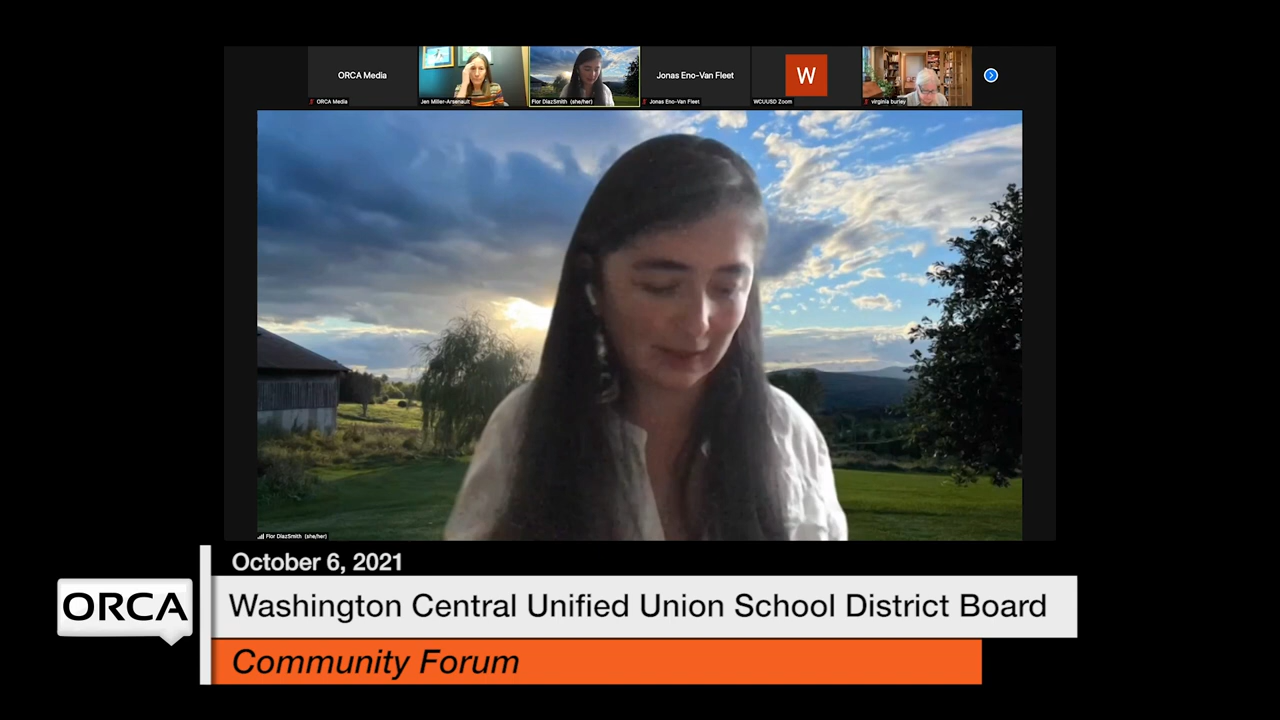 ORCA Media
Jonas Eno-Van Fleet
W
ORCA Media
Jen Miller-Arsenault
Flor DiazSmith (she/her)
Jonas Eno-Van Fleet
WCUUSD Zoom
virginia burley
Flor DiazSmith (she/her)
October 6, 2021
ORCA
Washington Central Unified Union School District Board
Community Forum